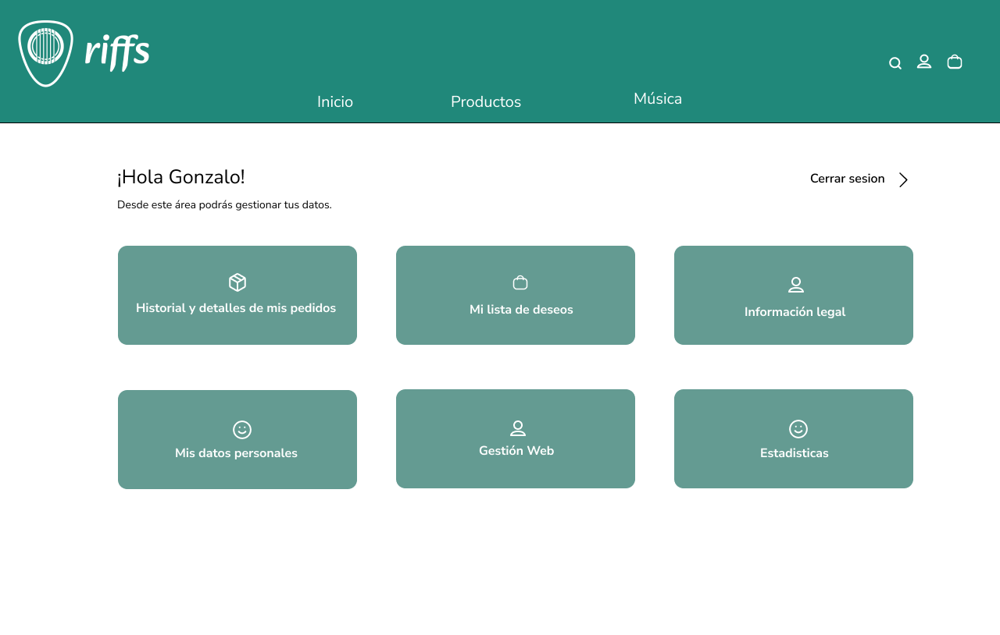 riffs
Inicio
Productos
Música
¡Hola Gonzalo!
Cerrar sesion
Desde este área podrás gestionar tus datos.
Historial y detalles de mis pedidos
Mi lista de deseos
Información legal
Mis datos personales
Gestión Web
Estadisticas